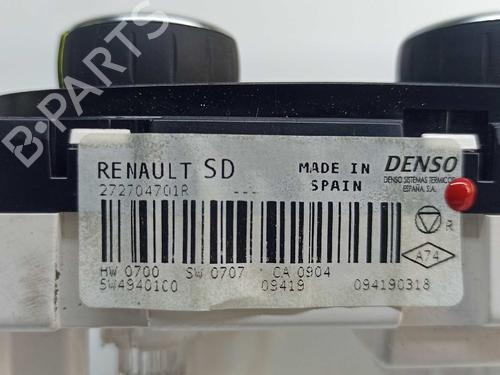 B-PARTS
RENAULT SD
MADE IN SPAIN
DENSO
DENSO SISTEMAS TERMICOS
ESPAÑA, S.A.
272704701R ---
R
A74
HW 0700 SW 0707 CA 0904
SW4940100 09419 094190318